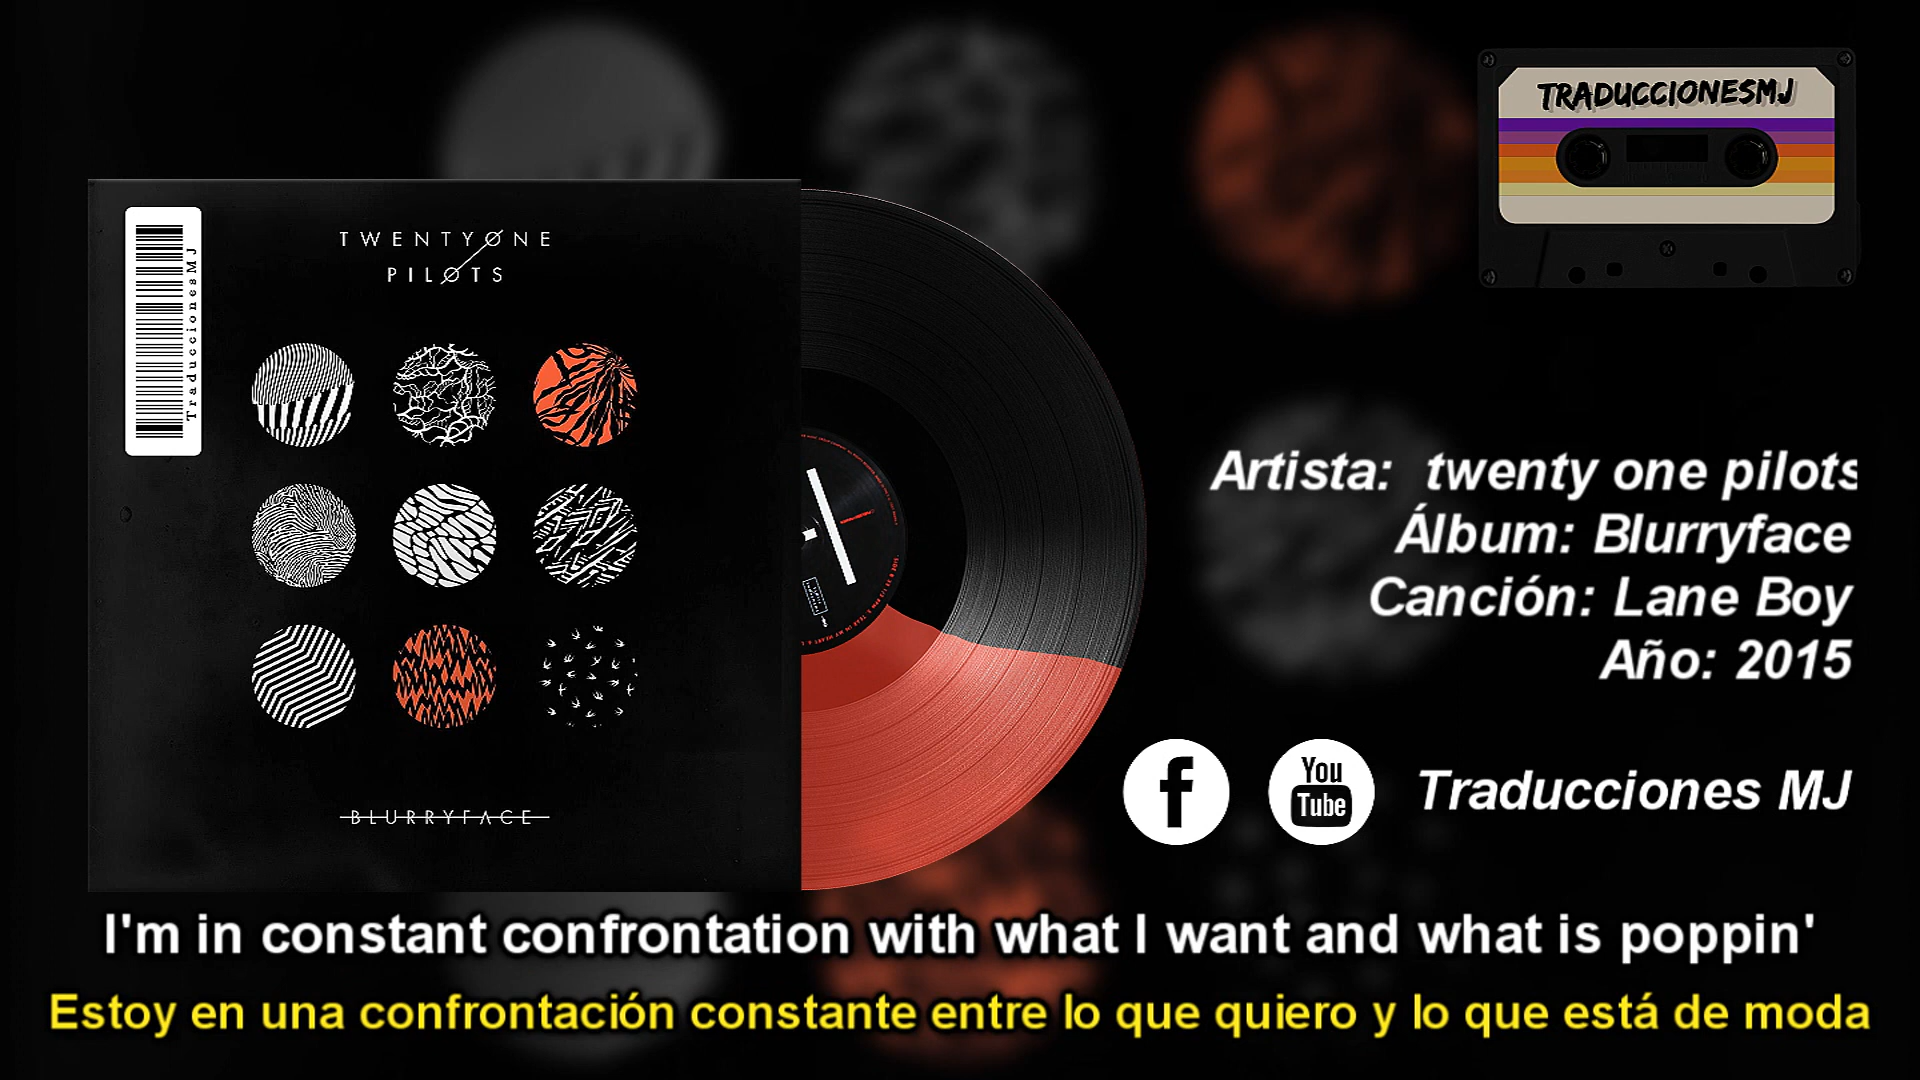 TRADUCCIONESMJ
TraduccionesMJ
TWENTY ØNE
PILØTS
BLURRYFACE
Artista: twenty one pilots
Álbum: Blurryface
Canción: Lane Boy
Año: 2015
f
You
Tube
Traducciones MJ
I'm in constant confrontation with what I want and what is poppin'
Estoy en una confrontación constante entre lo que quiero y lo que está de moda